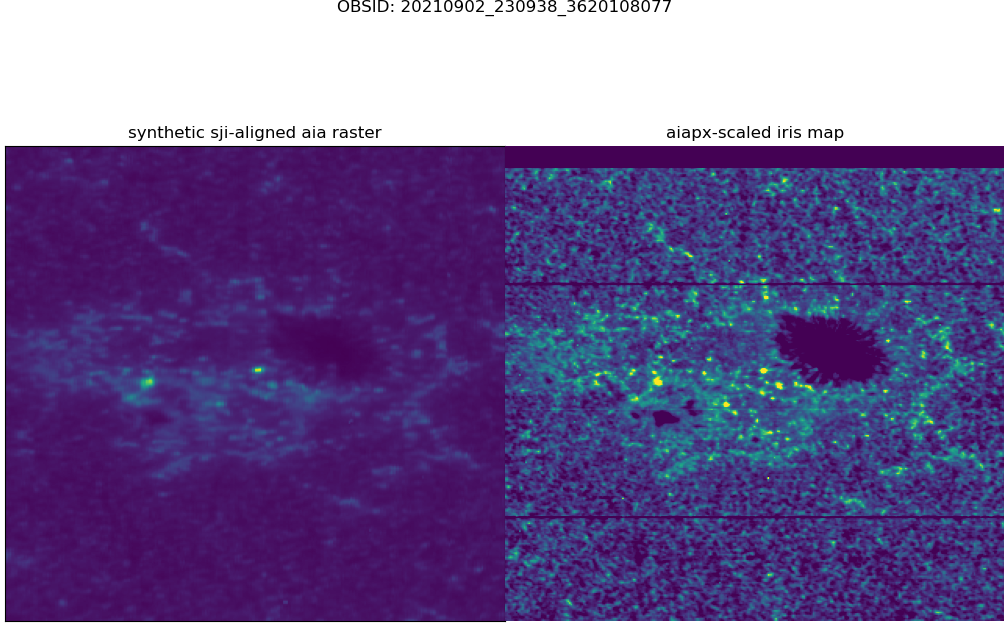 OBSID: 20210902_230938_3620108077
synthetic sji-aligned aia raster
aiapx-scaled iris map